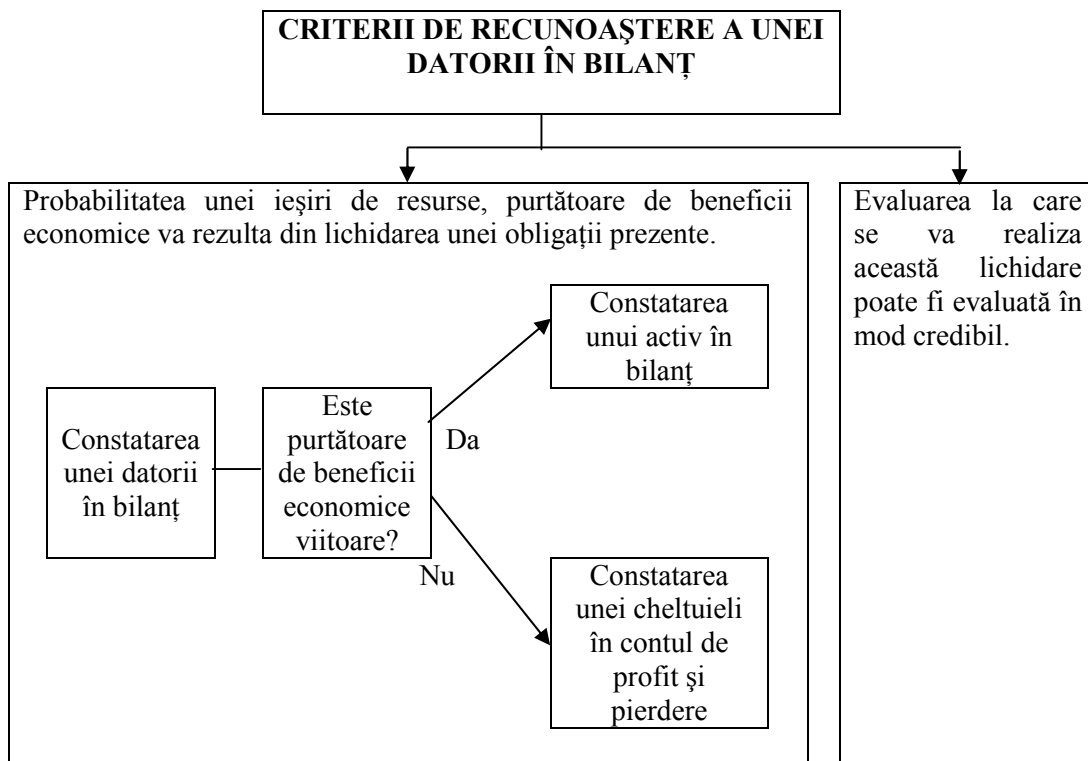 CRITERII DE RECUNOAŞTERE A UNEI
DATORII ÎN BILANȚ
Probabilitatea unei ieşiri de resurse, purtătoare de beneficii
economice va rezulta din lichidarea unei obligații prezente.
Constatarea
unei datorii
în bilanț
Este
purtătoare
de beneficii
economice
viitoare?
Da
Nu
Constatarea
unui activ în
bilanț
Constatarea
unei cheltuieli
în contul de
profit şi
pierdere
Evaluarea la care
se va realiza
această lichidare
poate fi evaluată în
mod credibil.